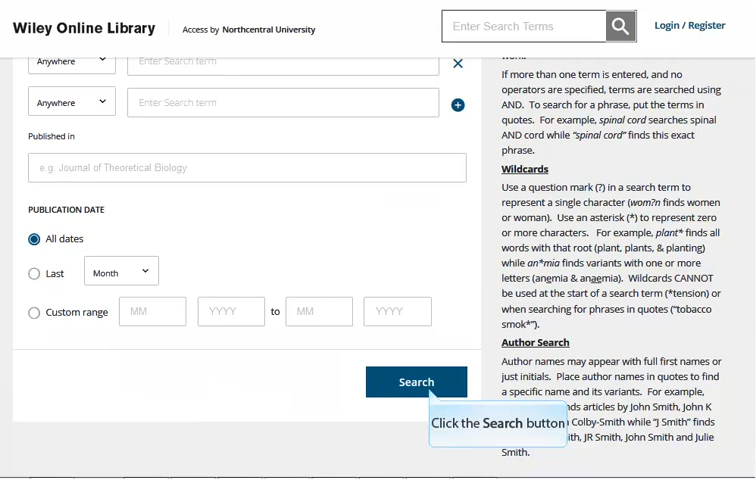 Wiley Online Library
Access by Northcentral University
Enter Search Terms
Login / Register
Anywhere
Enter Search term
Anywhere
Enter Search term
Published in
e.g. Journal of Theoretical Biology
PUBLICATION DATE
All dates
Last
Month
Custom range
MM
YYYY
to
MM
YYYY
Search
Click the Search button
If more than one term is entered, and no
operators are specified, terms are searched using
AND. To search for a phrase, put the terms in
quotes. For example, spinal cord searches spinal
AND cord while “spinal cord” finds this exact
phrase.
Wildcards
Use a question mark (?) in a search term to
represent a single character (wom?n finds women
or woman). Use an asterisk (*) to represent zero
or more characters. For example, plant* finds all
words with that root (plant, plants, & planting)
while an*mia finds variants with one or more
letters (anemia & anaemia). Wildcards CANNOT
be used at the start of a search term (*tension) or
when searching for phrases in quotes (“tobacco
smok*”).
Author Search
Author names may appear with full first names or
just initials. Place author names in quotes to find
a specific name and its variants. For example,
nds articles by John Smith, John K
Colby-Smith while “J Smith” finds
ith, JR Smith, John Smith and Julie
Smith.